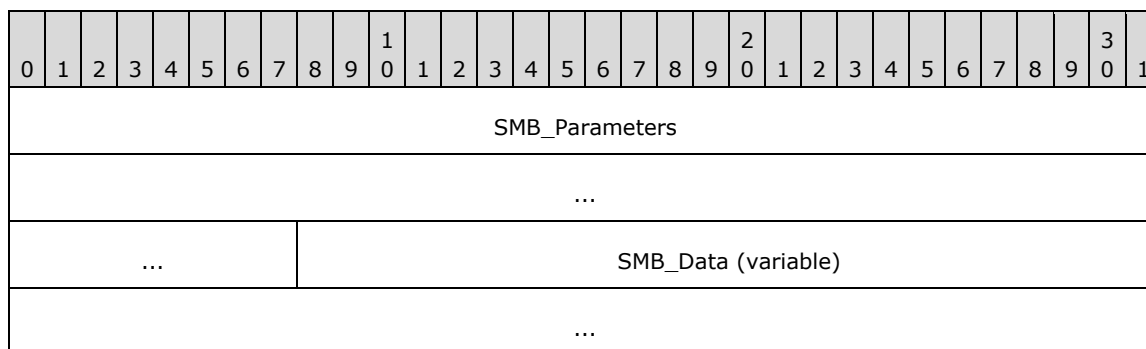 1 2 3
0 1 2 3 4 5 6 7 8 9 0 1 2 3 4 5 6 7 8 9 0 1 2 3 4 5 6 7 8 9 0 1
SMB_Parameters
...
... SMB_Data (variable)
...